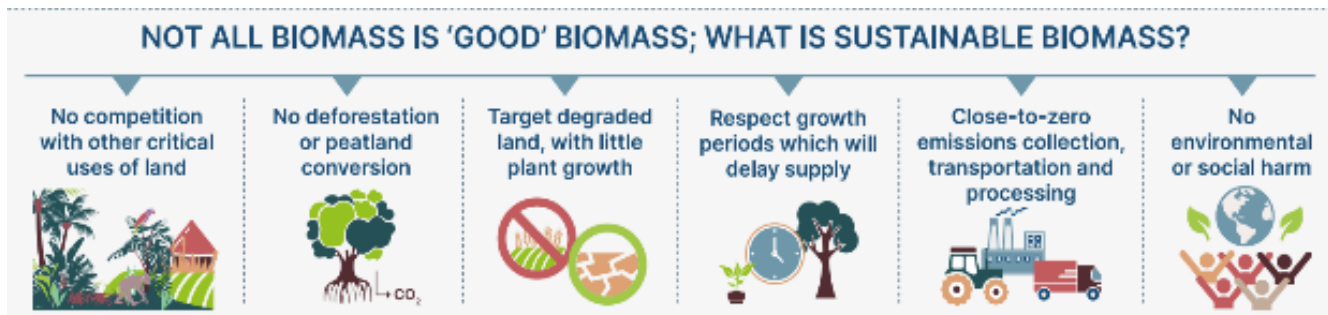 NOT ALL BIOMASS IS ‘GOOD’ BIOMASS; WHAT IS SUSTAINABLE BIOMASS?
No competition
with other critical
uses of land
No deforestation
or peatland
conversion
CO₂
Target degraded
land, with little
plant growth
Respect growth
periods which will
delay supply
Close-to-zero
emissions collection,
transportation and
processing
No
environmental
or social harm